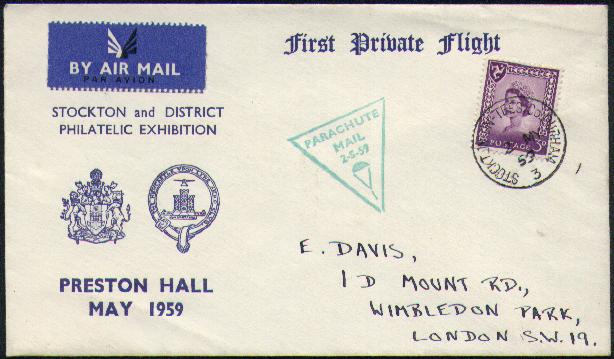 BY AIR MAIL
PAR AVION
First Private Flight
STOCKTON and DISTRICT
PHILATELIC EXHIBITION
PARACHUTE
MAIL
2-5-59
POSTAGE
3D
PRESTON HALL
MAY 1959
E. DAVIS,
1D MOUNT RD.,
WIMBLEDON PARK,
LONDON S.W.19.